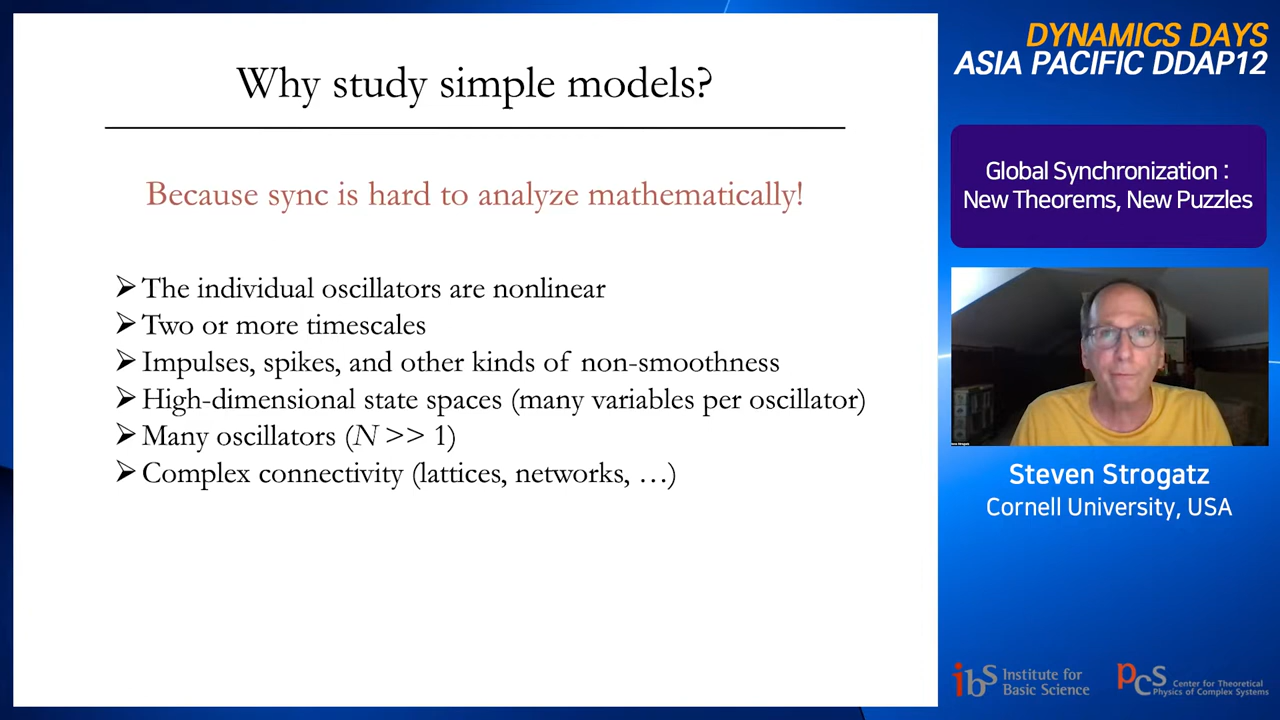 Why study simple models?
Because sync is hard to analyze mathematically!
➢ The individual oscillators are nonlinear
➢ Two or more timescales
➢ Impulses, spikes, and other kinds of non-smoothness
➢ High-dimensional state spaces (many variables per oscillator)
➢ Many oscillators (N >> 1)
➢ Complex connectivity (lattices, networks, …)
DYNAMICS DAYS
ASIA PACIFIC DDAP12
Global Synchronization :
New Theorems, New Puzzles
Steven Strogatz
Cornell University, USA
ibS Institute for
Basic Science
PCS Center for Theoretical
Physics of Complex Systems